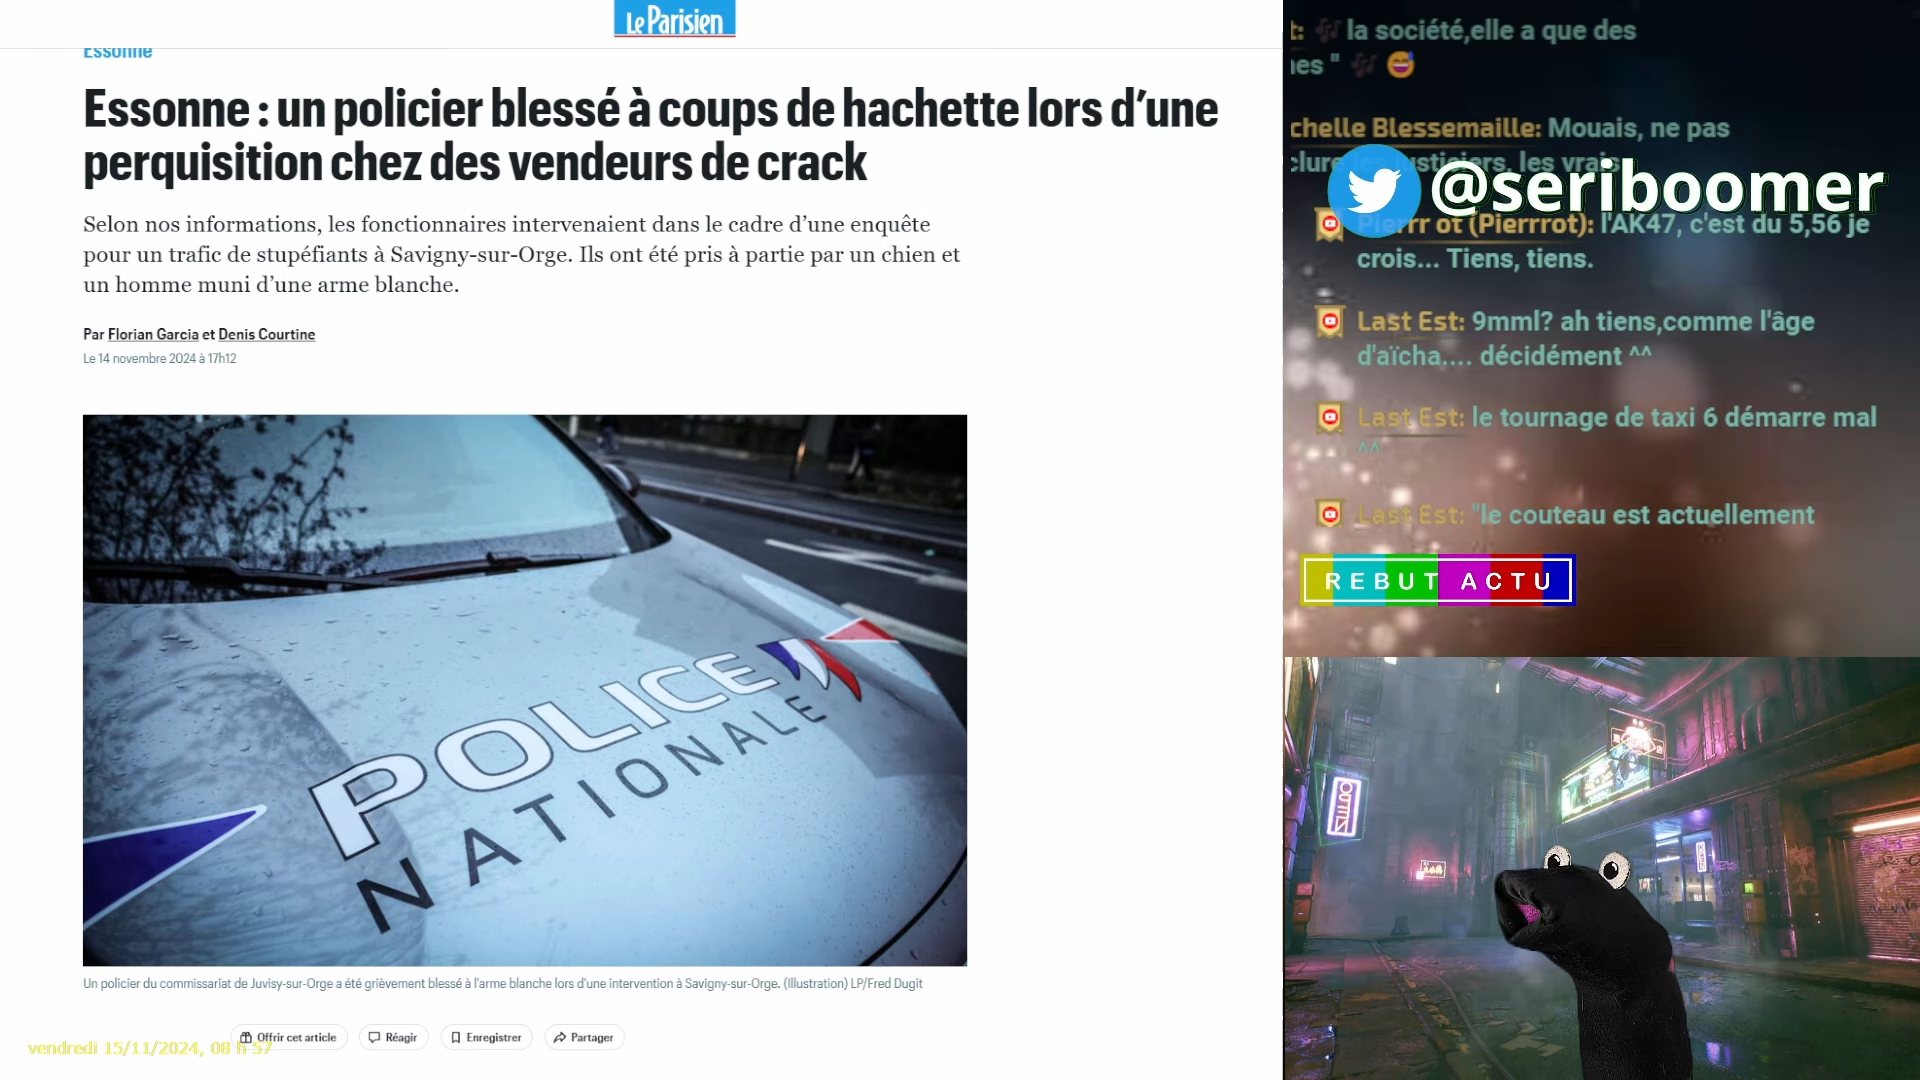 Le Parisien
Essonne
Essonne : un policier blessé à coups de hachette lors d'une
perquisition chez des vendeurs de crack
Selon nos informations, les fonctionnaires intervenaient dans le cadre d'une enquête
pour un trafic de stupéfiants à Savigny-sur-Orge. Ils ont été pris à partie par un chien et
un homme muni d'une arme blanche.
Par Florian Garcia et Denis Courtine
Le 14 novembre 2024 à 17h12
POLICE
NATIONALE
Un policier du commissariat de Juvisy-sur-Orge a été grièvement blessé à l'arme blanche lors d'une intervention à Savigny-sur-Orge. (Illustration) LP/Fred Dugit
Offrir cet article
Réagir
Enregistrer
Partager
vendredi 15/11/2024, 08 h 57
la société,elle a que des
"
Blessemaille: Mouais, ne pas
justiciers, les vrais
@seriboomer
ot (Pierrrot): l'AK47, c'est du 5,56 je
crois... Tiens, tiens.
Last Est: 9mml? ah tiens,comme l'âge
d'aïcha.... décidément ^^
Last Est: le tournage de taxi 6 démarre mal
^^
Last Est: "le couteau est actuellement
REBUT ACTU